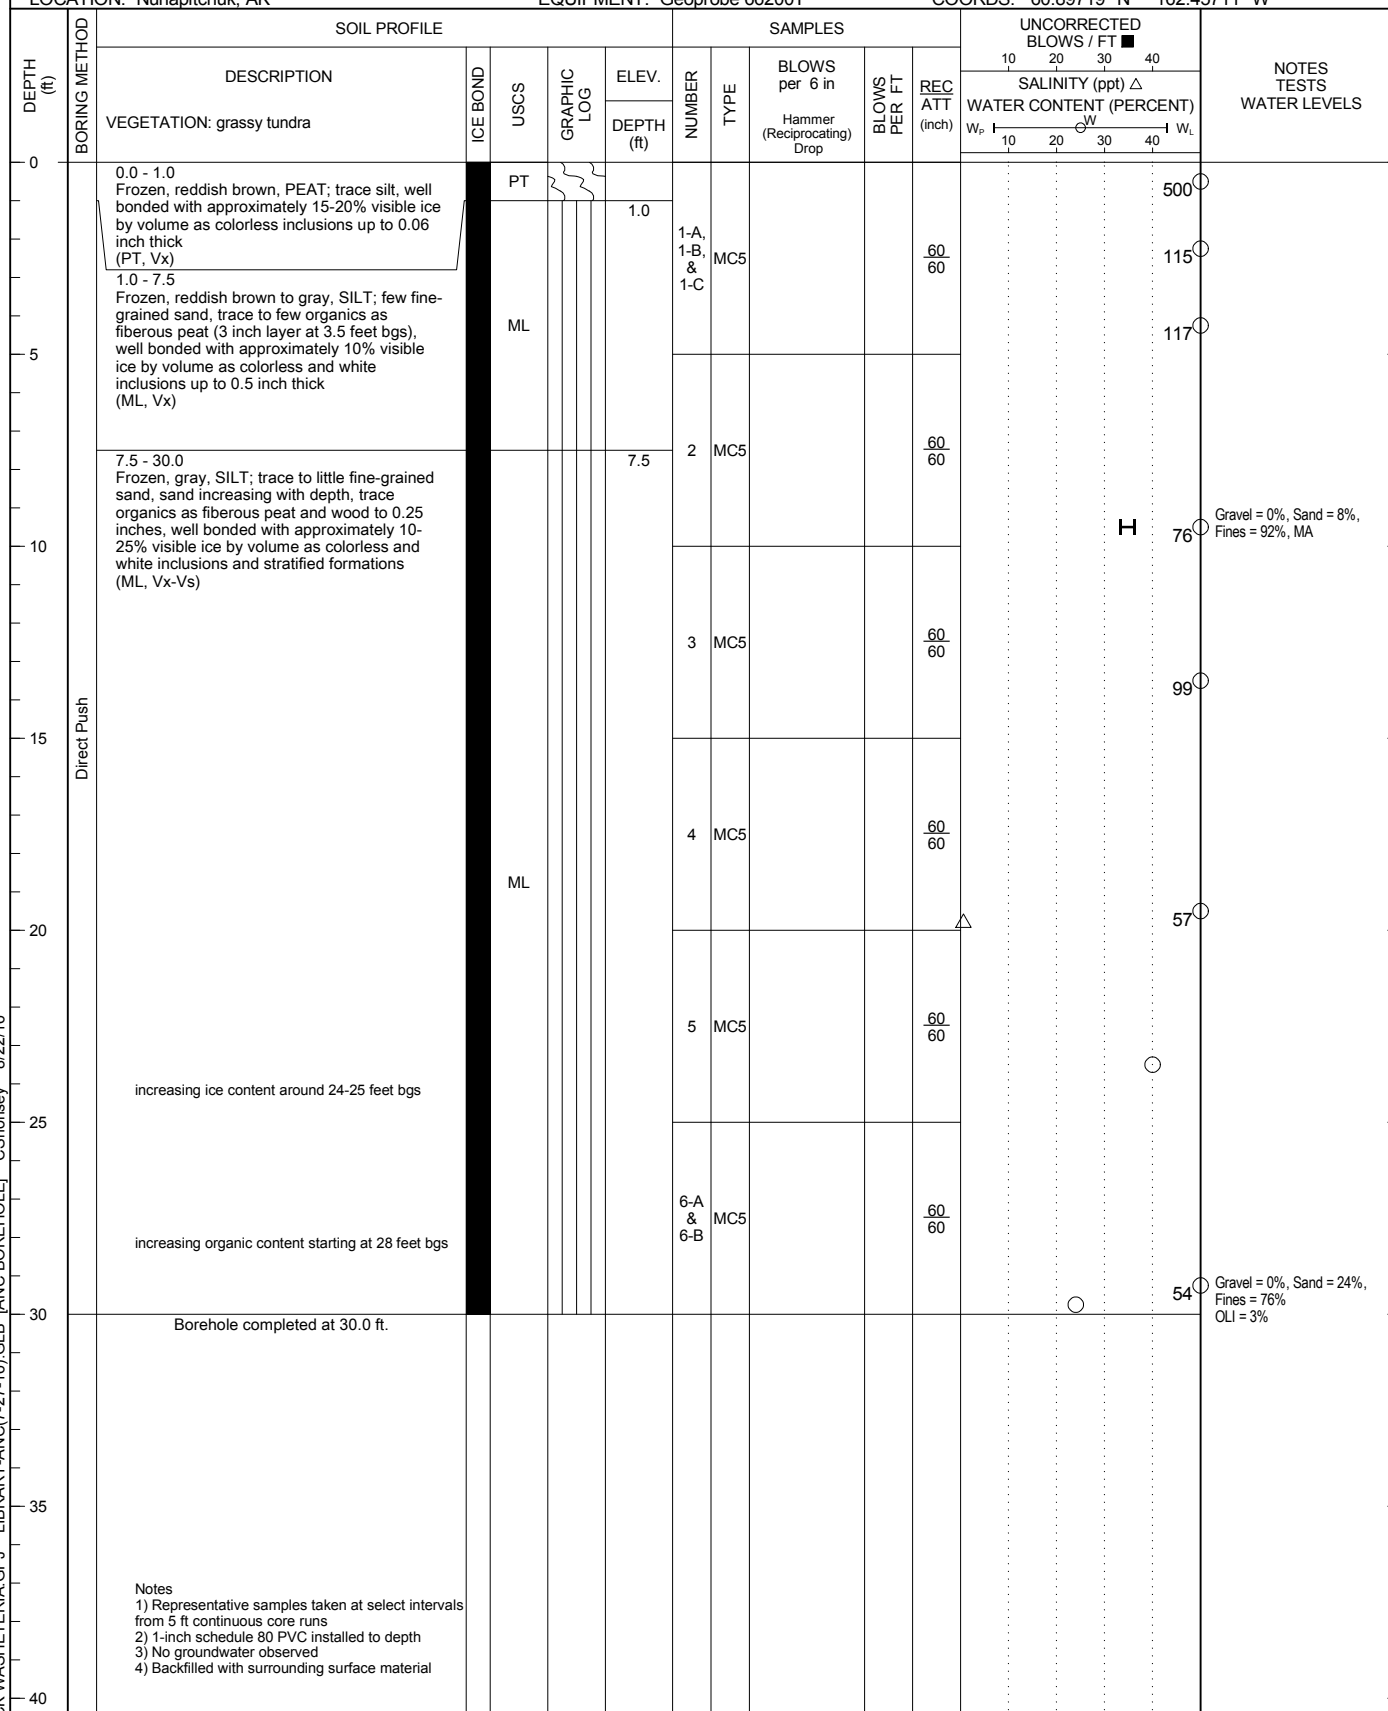 SOIL PROFILE
SAMPLES
UNCORRECTED
BLOWS / FT ■
10 20 30 40
SALINITY (ppt) △
WATER CONTENT (PERCENT)
Wₚ W W_L
10 20 30 40
NOTES
TESTS
WATER LEVELS
DEPTH
(ft)
BORING METHOD
DESCRIPTION
VEGETATION: grassy tundra
ICE BOND
USCS
GRAPHIC
LOG
ELEV.
DEPTH
(ft)
NUMBER
TYPE
BLOWS
per 6 in
Hammer
(Reciprocating)
Drop
BLOWS
PER FT
REC
ATT
(inch)
0
5
10
15
20
25
30
35
40
Direct Push
0.0 - 1.0
Frozen, reddish brown, PEAT; trace silt, well
bonded with approximately 15-20% visible ice
by volume as colorless inclusions up to 0.06
inch thick
(PT, Vx)
1.0 - 7.5
Frozen, reddish brown to gray, SILT; few fine-
grained sand, trace to few organics as
fiberous peat (3 inch layer at 3.5 feet bgs),
well bonded with approximately 10% visible
ice by volume as colorless and white
inclusions up to 0.5 inch thick
(ML, Vx)
7.5 - 30.0
Frozen, gray, SILT; trace to little fine-grained
sand, sand increasing with depth, trace
organics as fiberous peat and wood to 0.25
inches, well bonded with approximately 10-
25% visible ice by volume as colorless and
white inclusions and stratified formations
(ML, Vx-Vs)
increasing ice content around 24-25 feet bgs
increasing organic content starting at 28 feet bgs
Borehole completed at 30.0 ft.
Notes
1) Representative samples taken at select intervals
from 5 ft continuous core runs
2) 1-inch schedule 80 PVC installed to depth
3) No groundwater observed
4) Backfilled with surrounding surface material
PT
ML
ML
1.0
7.5
1-A,
1-B,
&
1-C
MC5
60
60
2 MC5
60
60
3 MC5
60
60
4 MC5
60
60
5 MC5
60
60
6-A
&
6-B
MC5
60
60
500
115
117
76
99
57
54
Gravel = 0%, Sand = 8%,
Fines = 92%, MA
Gravel = 0%, Sand = 24%,
Fines = 76%
OLI = 3%